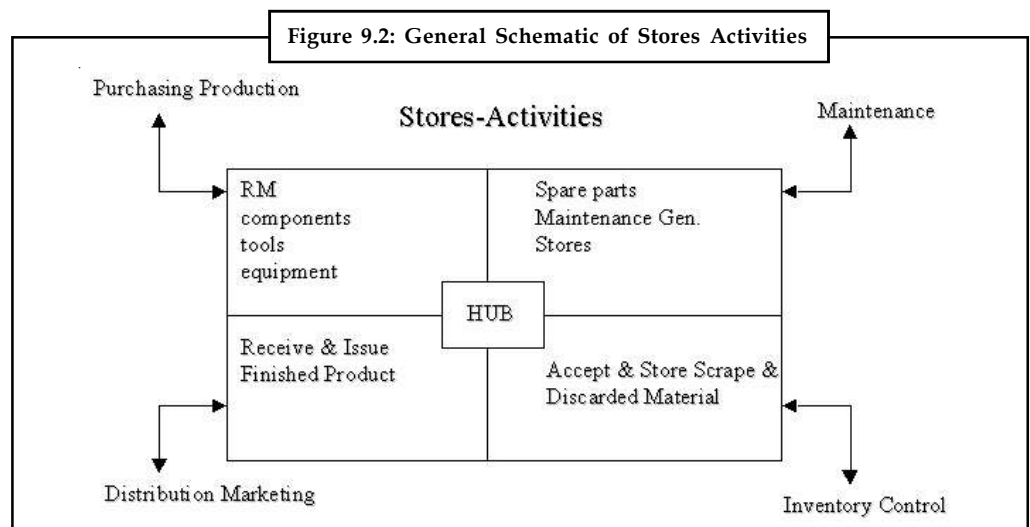 Figure 9.2: General Schematic of Stores Activities
Purchasing Production
Stores-Activities
Maintenance
RM
components
tools
equipment
Spare parts
Maintenance Gen.
Stores
HUB
Receive & Issue
Finished Product
Accept & Store Scrape &
Discarded Material
Distribution Marketing
Inventory Control